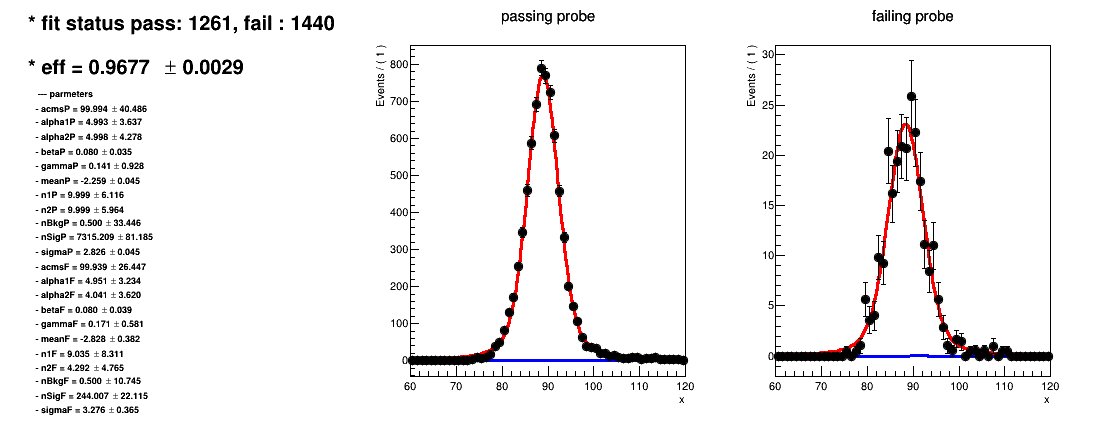 * fit status pass: 1261, fail : 1440
* eff = 0.9677 ± 0.0029
--- parmeters
- acmsP = 99.994 ± 40.486
- alpha1P = 4.993 ± 3.637
- alpha2P = 4.998 ± 4.278
- betaP = 0.080 ± 0.035
- gammaP = 0.141 ± 0.928
- meanP = -2.259 ± 0.045
- n1P = 9.999 ± 6.116
- n2P = 9.999 ± 5.964
- nBkgP = 0.500 ± 33.446
- nSigP = 7315.209 ± 81.185
- sigmaP = 2.826 ± 0.045
- acmsF = 99.939 ± 26.447
- alpha1F = 4.951 ± 3.234
- alpha2F = 4.041 ± 3.620
- betaF = 0.080 ± 0.039
- gammaF = 0.171 ± 0.581
- meanF = -2.828 ± 0.382
- n1F = 9.035 ± 8.311
- n2F = 4.292 ± 4.765
- nBkgF = 0.500 ± 10.745
- nSigF = 244.007 ± 22.115
- sigmaF = 3.276 ± 0.365
passing probe
Events / ( 1 )
800
700
600
500
400
300
200
100
0
60 70 80 90 100 110 120
x
failing probe
Events / ( 1 )
30
25
20
15
10
5
0
60 70 80 90 100 110 120
x